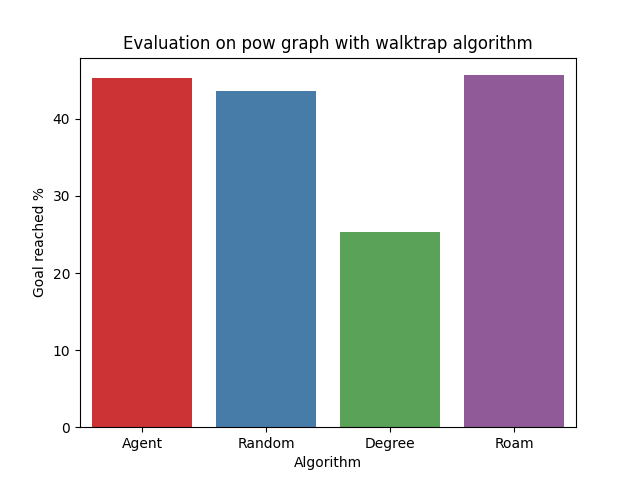 Evaluation on pow graph with walktrap algorithm
Goal reached %
40
30
20
10
0
Agent Random Degree Roam
Algorithm